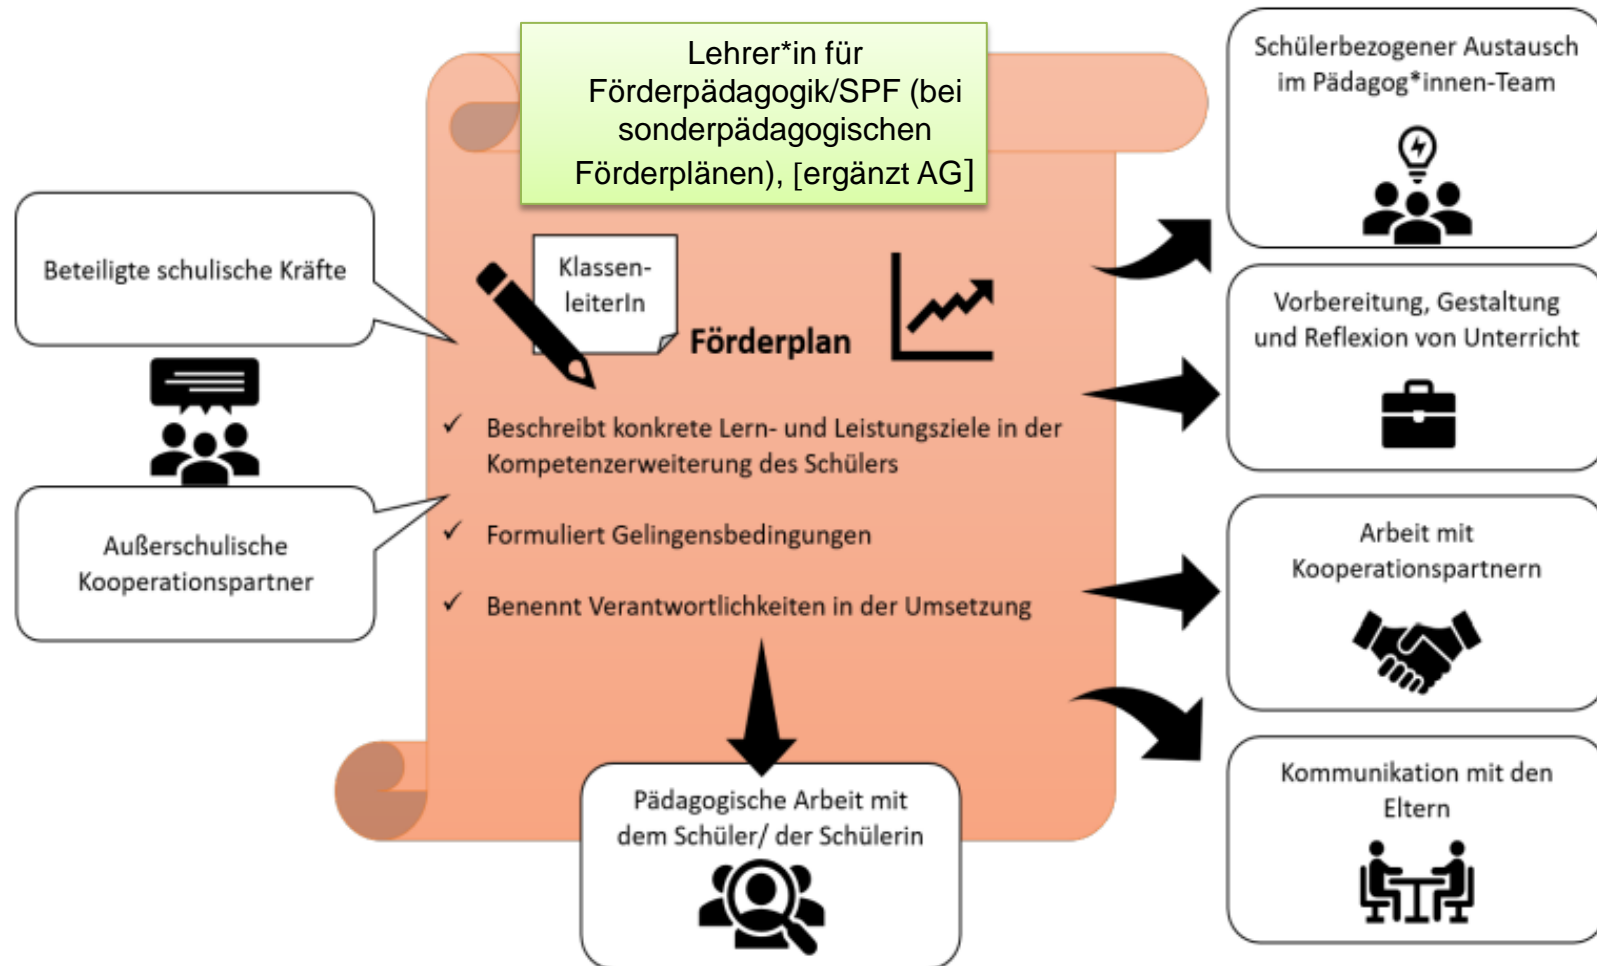 Lehrer*in für
Förderpädagogik/SPF (bei
sonderpädagogischen
Förderplänen), [ergänzt AG]
Beteiligte schulische Kräfte
Außerschulische
Kooperationspartner
Klassen-
leiterIn
Förderplan
✓ Beschreibt konkrete Lern- und Leistungsziele in der
Kompetenzerweiterung des Schülers
✓ Formuliert Gelingensbedingungen
✓ Benennt Verantwortlichkeiten in der Umsetzung
Pädagogische Arbeit mit
dem Schüler/ der Schülerin
Schülerbezogener Austausch
im Pädagog*innen-Team
Vorbereitung, Gestaltung
und Reflexion von Unterricht
Arbeit mit
Kooperationspartnern
Kommunikation mit den
Eltern